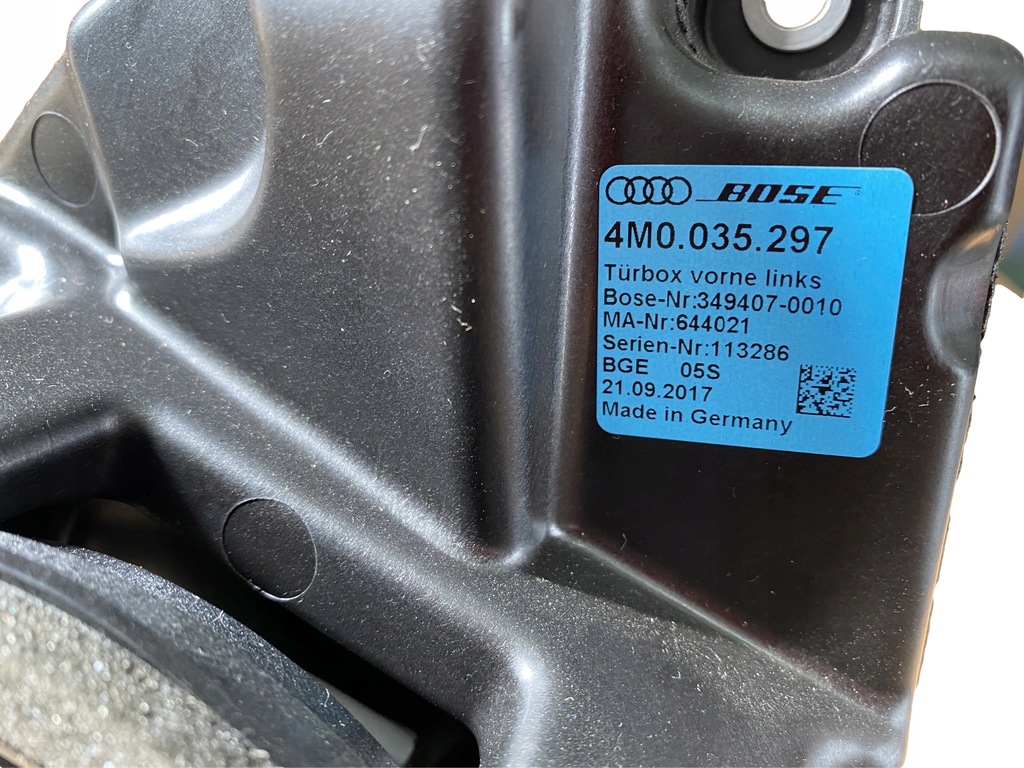 BOSE
4M0.035.297
Türbox vorne links
Bose-Nr:349407-0010
MA-Nr:644021
Serien-Nr:113286
BGE 05S
21.09.2017
Made in Germany